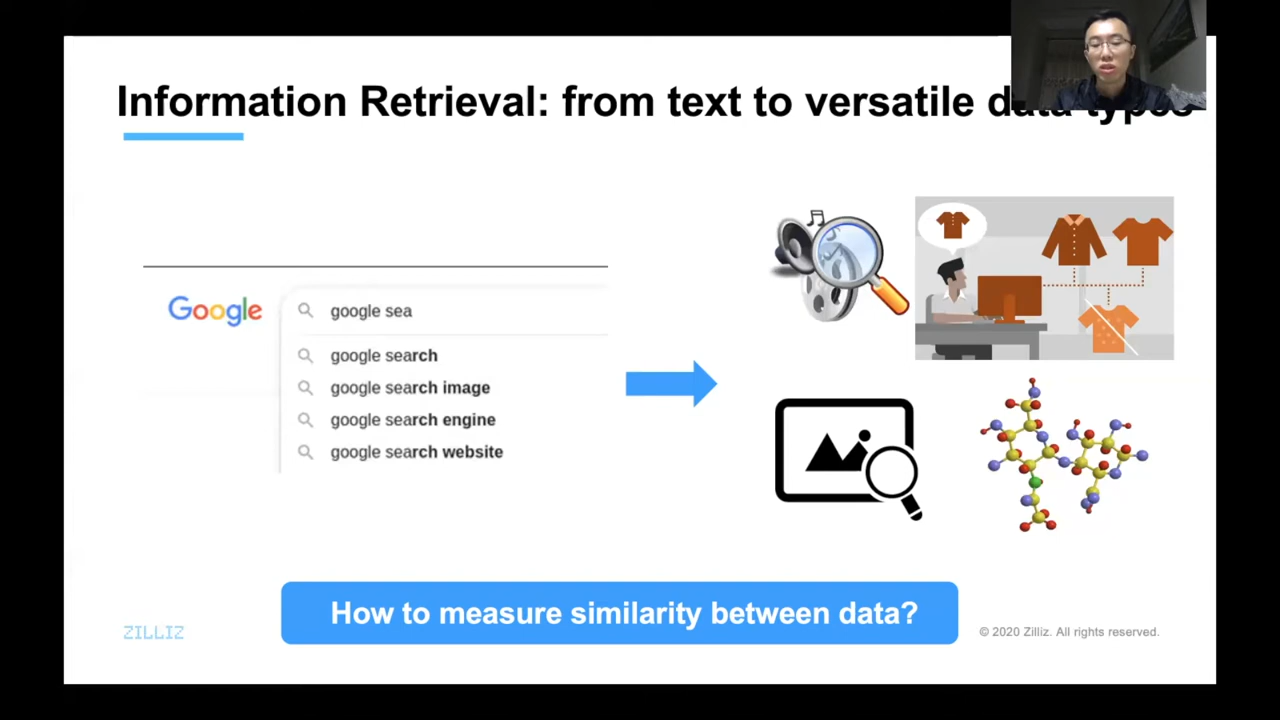 Information Retrieval: from text to versatile data types
Google
google sea
google search
google search image
google search engine
google search website
How to measure similarity between data?
ZILLIZ
© 2020 Zilliz. All rights reserved.